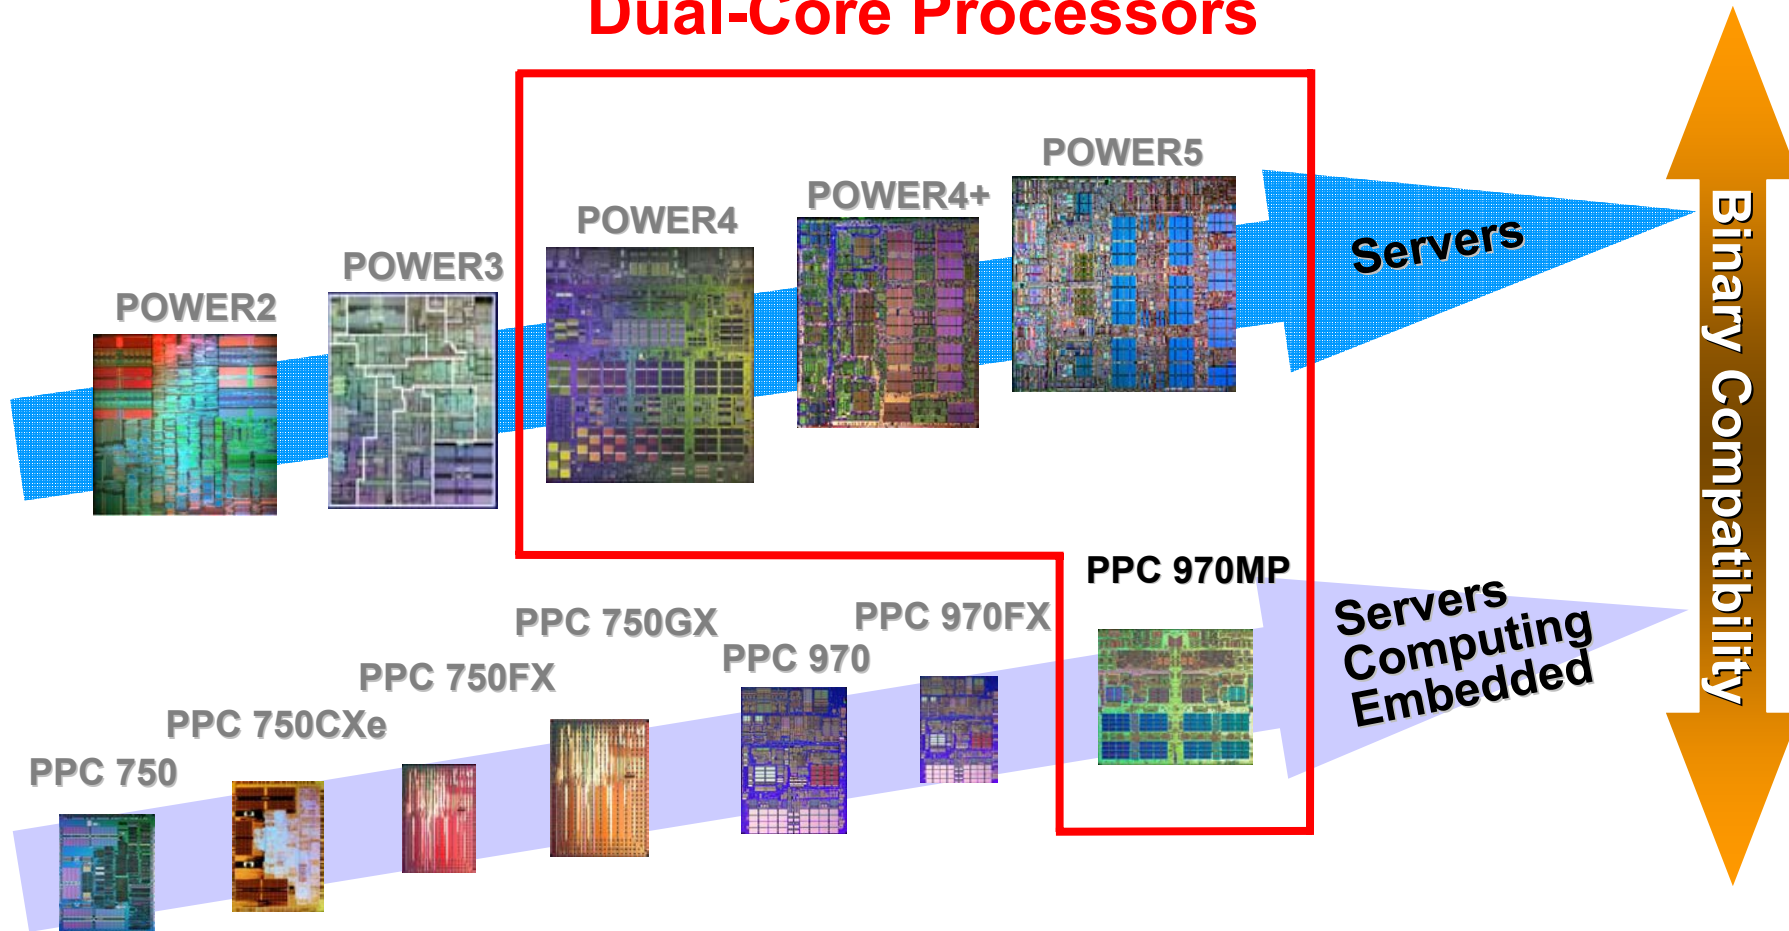 Dual-Core Processors
POWER5
POWER4+
POWER4
POWER3
POWER2
Servers
Binary Compatibility
PPC 970MP
PPC 970FX
PPC 750GX
PPC 970
PPC 750FX
PPC 750CXe
PPC 750
Servers
Computing
Embedded